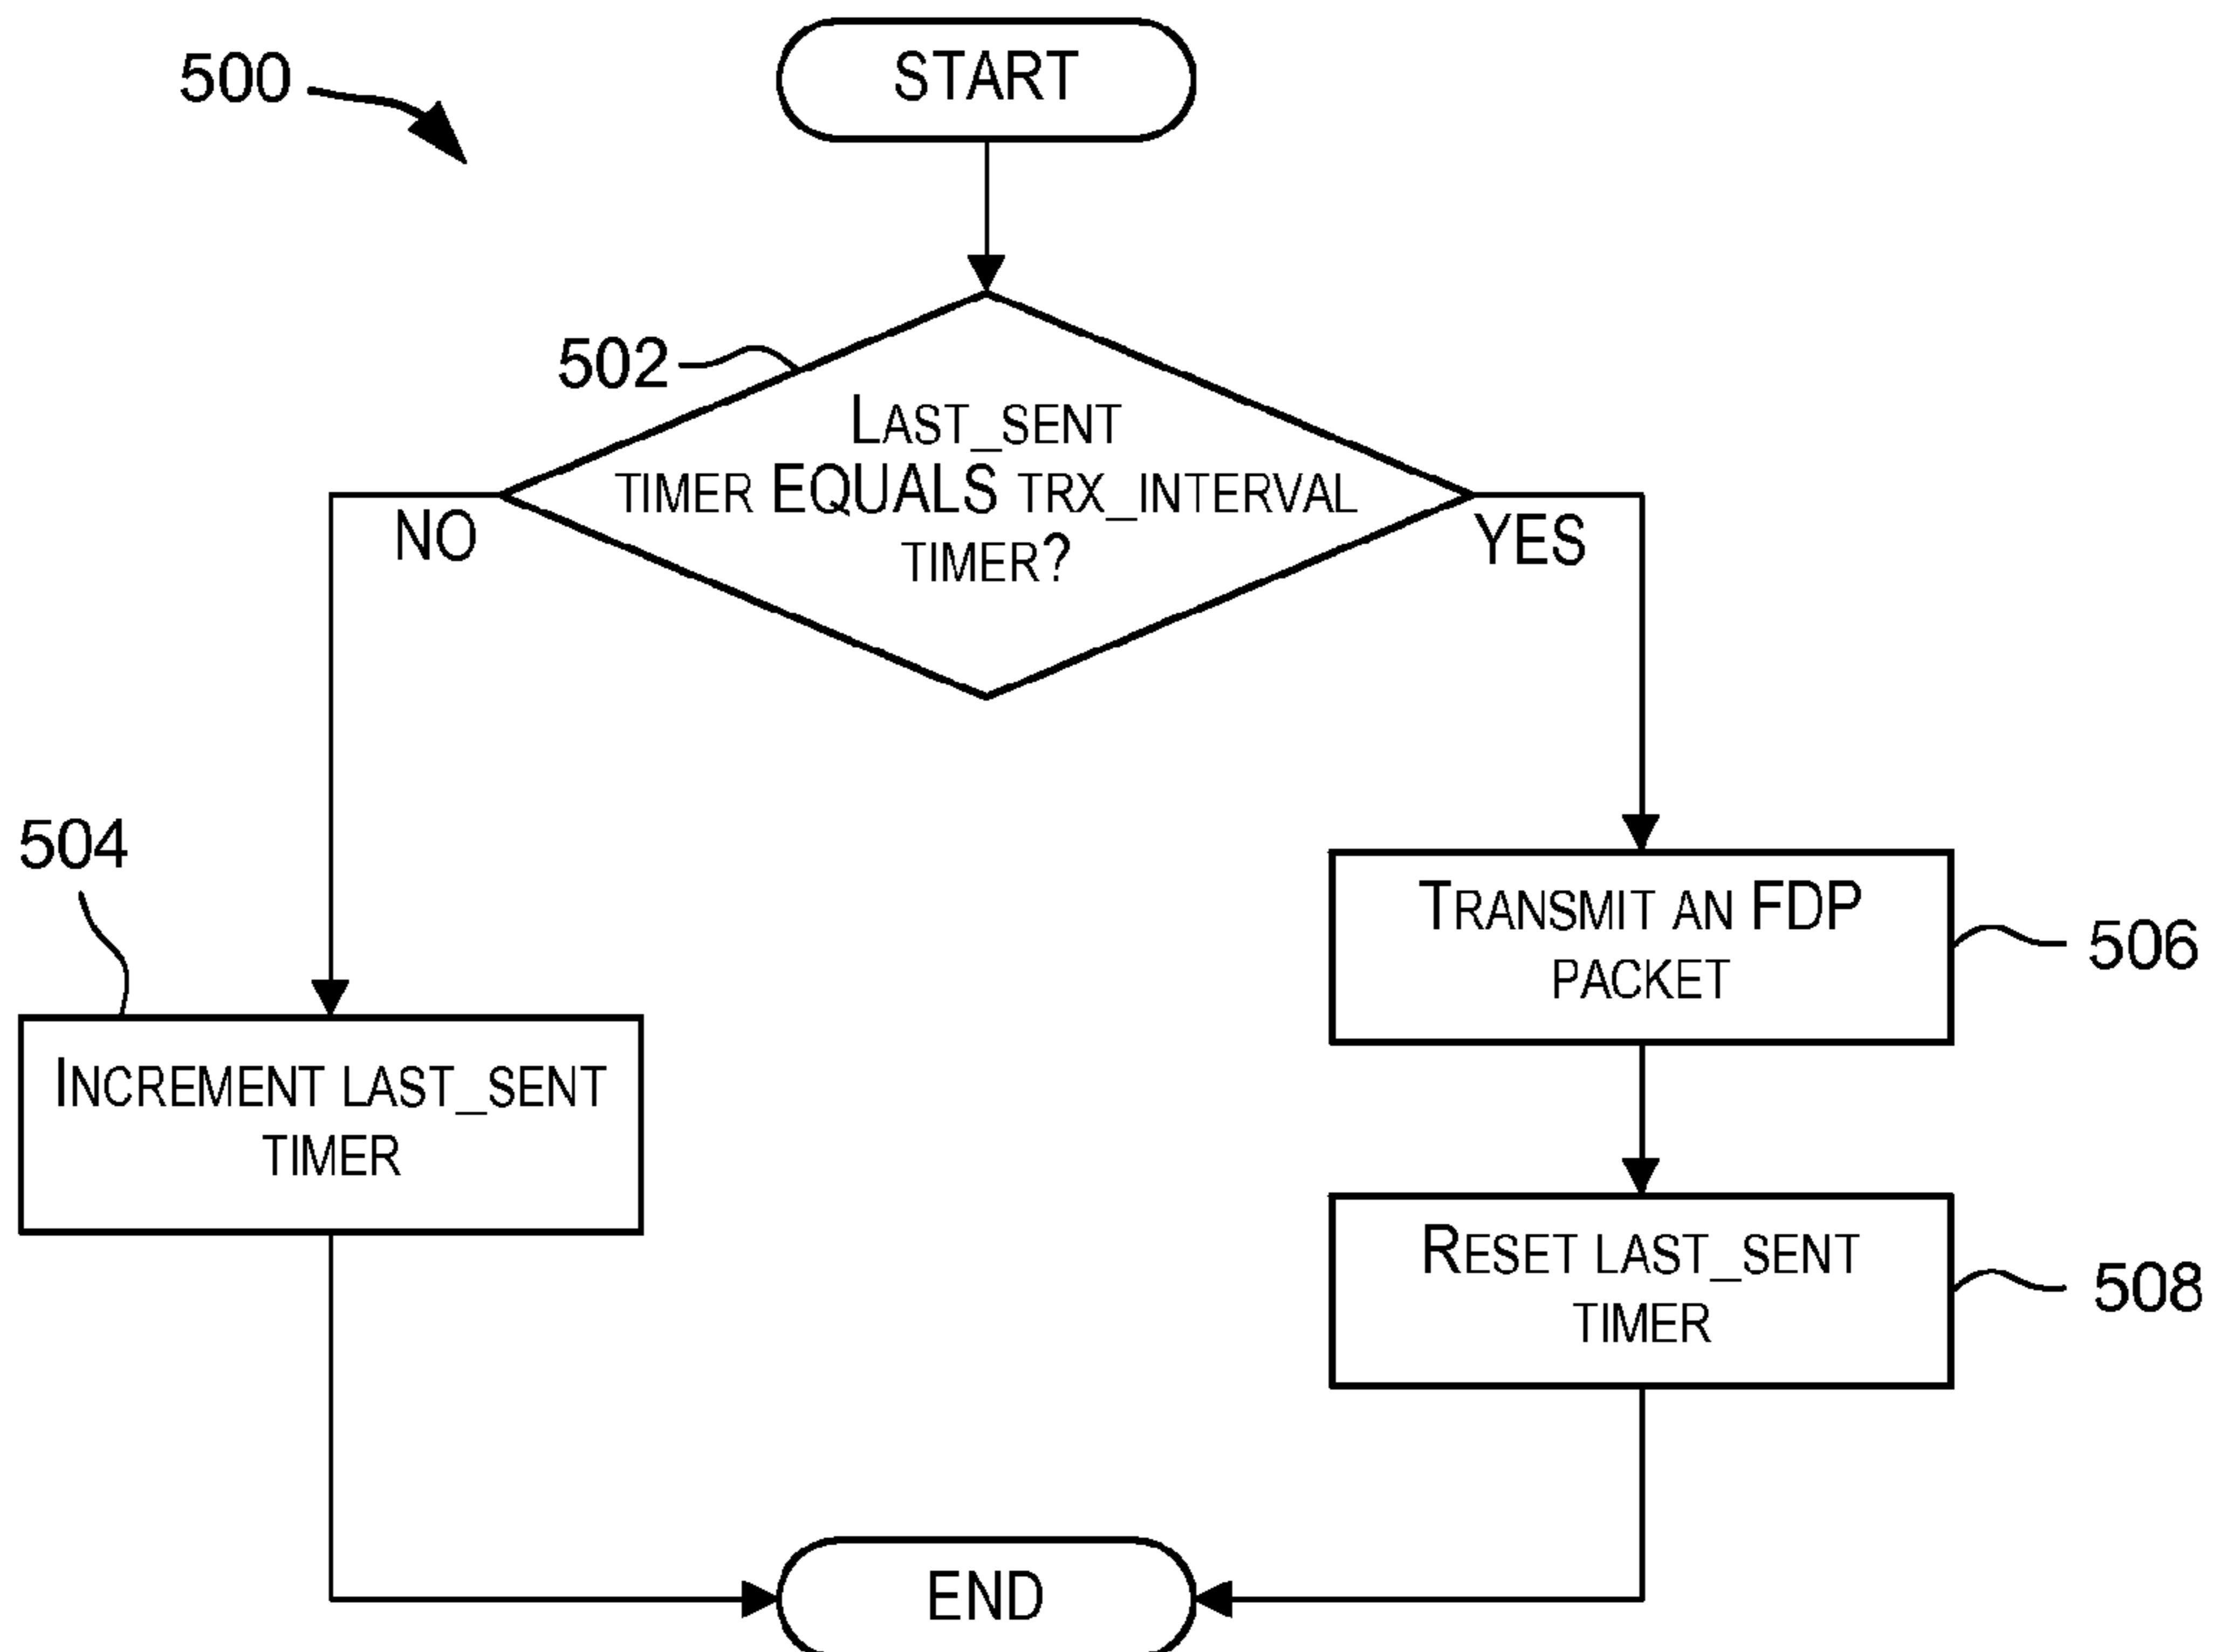 500
START
502
LAST_SENT
TIMER EQUALS TRX_INTERVAL
TIMER?
NO
YES
504
INCREMENT LAST_SENT
TIMER
TRANSMIT AN FDP
PACKET
506
RESET LAST_SENT
TIMER
508
END